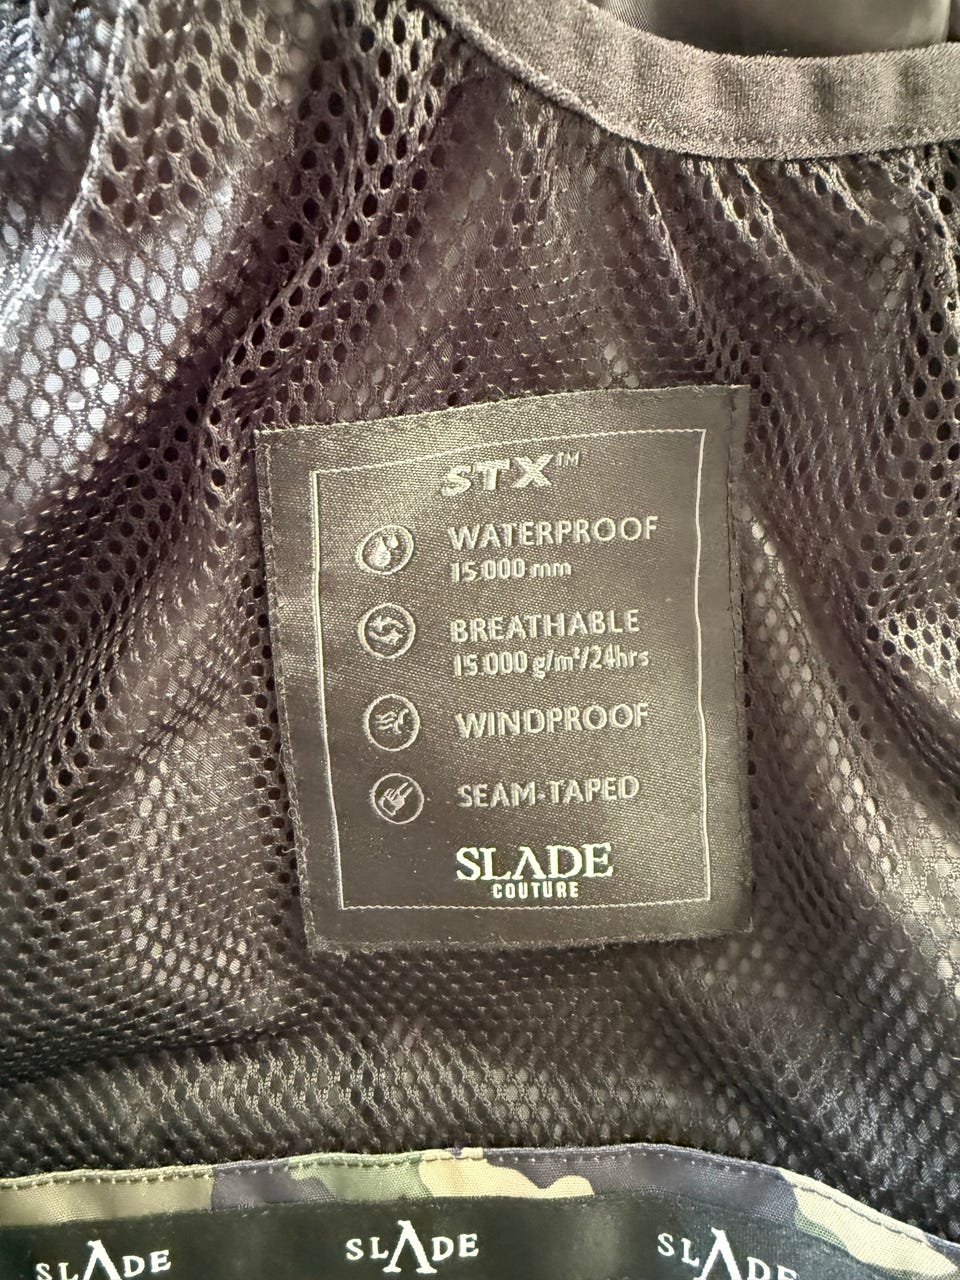 STX™
WATERPROOF
15.000 mm
BREATHABLE
15.000 g/m²/24hrs
WINDPROOF
SEAM-TAPED
SLADE
COUTURE
SLADE SLADE SLADE